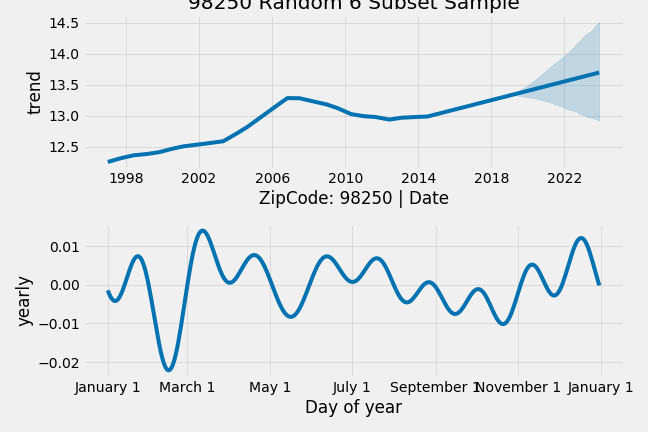 98250 Random 6 Subset Sample
14.5
14.0
13.5
13.0
12.5
trend
1998 2002 2006 2010 2014 2018 2022
ZipCode: 98250 | Date
0.01
0.00
−0.01
−0.02
yearly
January 1 March 1 May 1 July 1 September 1 November 1 January 1
Day of year